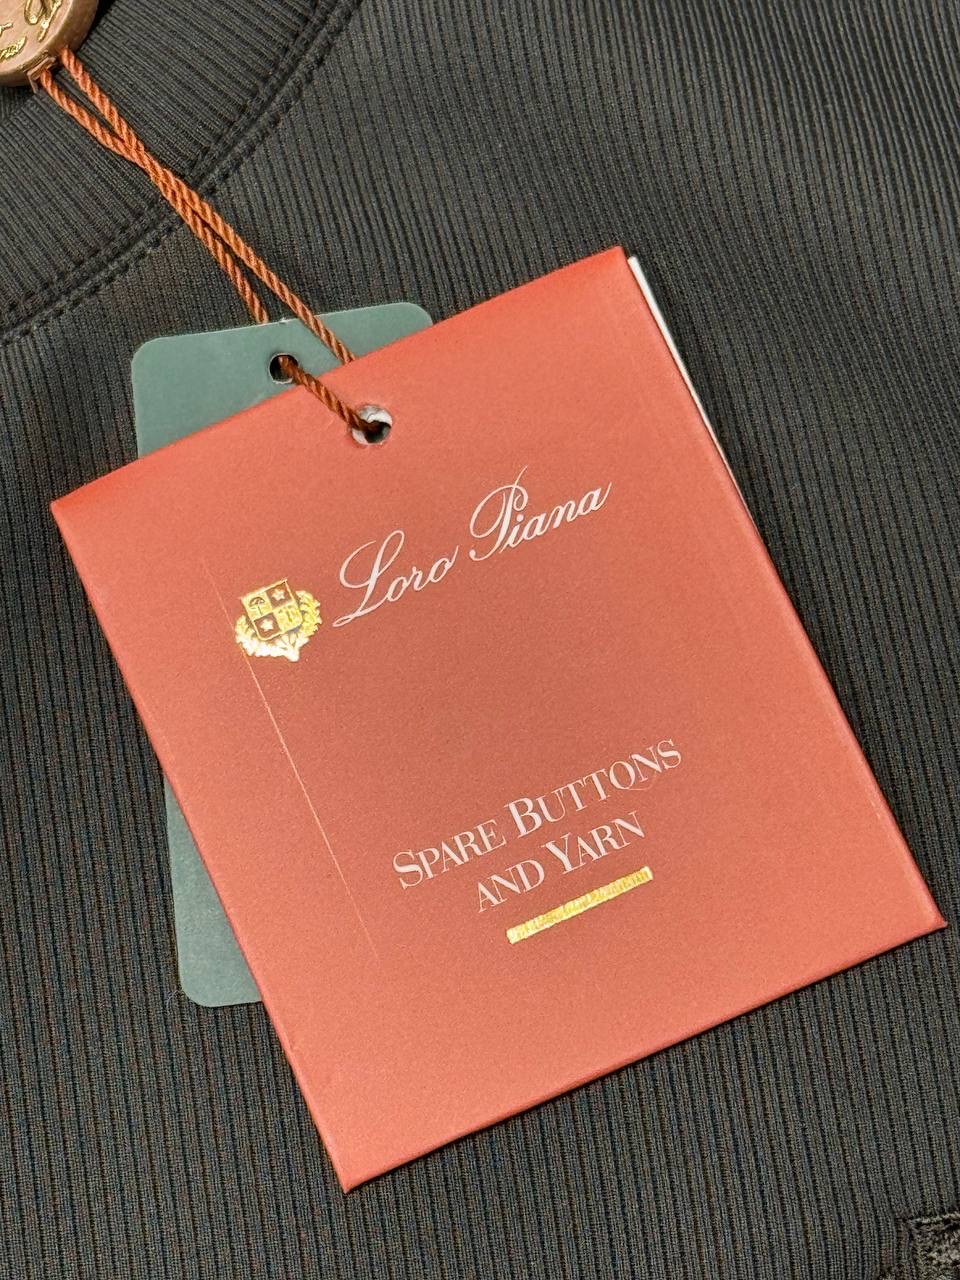 Loro Piana
SPARE BUTTONS
AND YARN